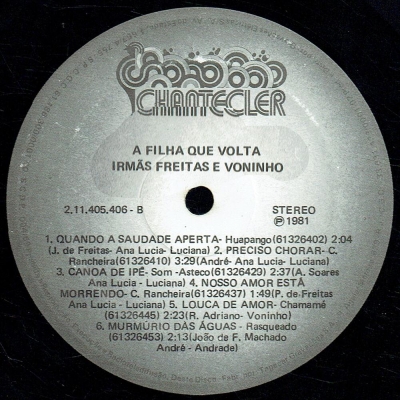 CHANTECLER
A FILHA QUE VOLTA
IRMÃS FREITAS E VONINHO
2.11.405.406 - B
STEREO
Ⓟ 1981
1. QUANDO A SAUDADE APERTA- Huapango(61326402) 2:04
(J. de Freitas- Ana Lucia- Luciana) 2. PRECISO CHORAR- C.
Rancheira(61326410) 3:29(André- Ana Lucia- Luciana)
3. CANOA DE IPÊ- Som -Asteco(61326429) 2:37(A. Soares
Ana Lucia - Luciana) 4. NOSSO AMOR ESTÁ
MORRENDO- C. Rancheira(61326437) 1:49(P. de-Freitas
Ana Lucia - Luciana) 5. LOUCA DE AMOR- Chamamé
(61326445) 2:23(R. Adriano- Voninho)
6. MURMÚRIO DAS ÁGUAS - Rasqueado
(61326453) 2:13(João de F. Machado
André - Andrade)